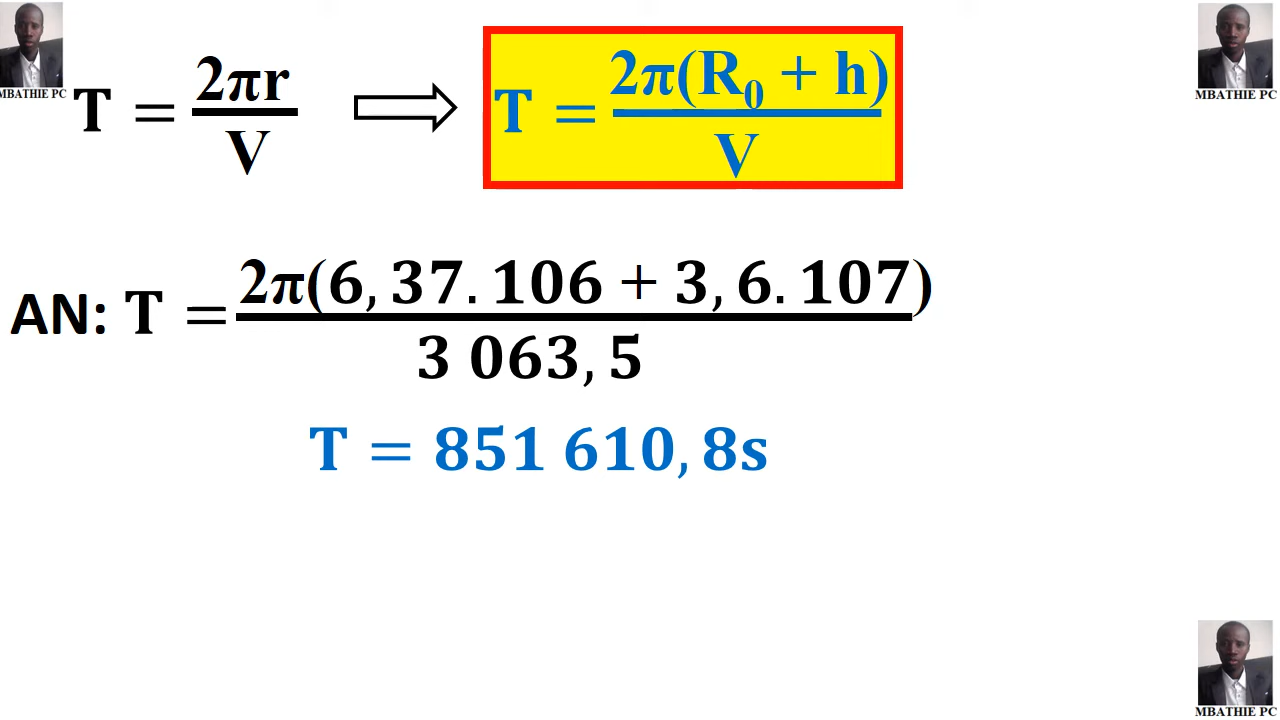 MBATHIE PC
MBATHIE PC
T = 2πr / V ⇒ T = 2π(R₀ + h) / V
AN: T = 2π(6,37.106 + 3,6.107) / 3 063,5
T = 851 610,8s
MBATHIE PC